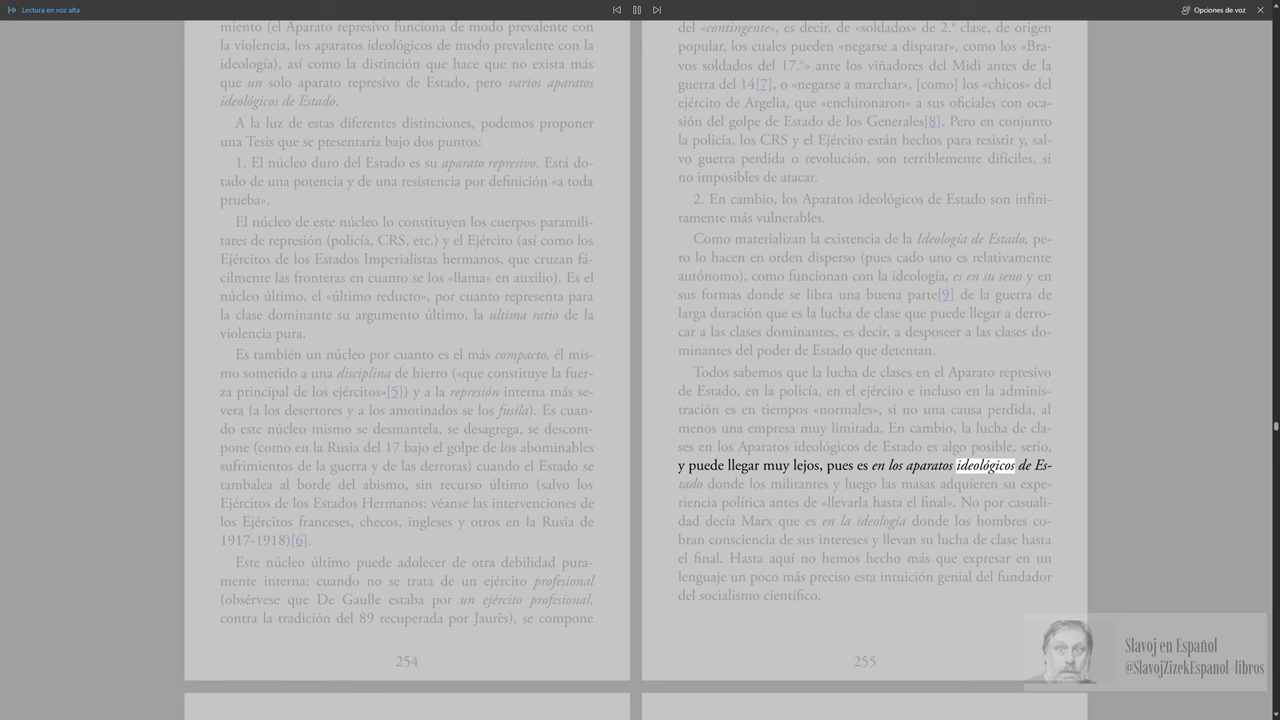 Lectura en voz alta
Opciones de voz
miento (el Aparato represivo funciona de modo prevalente con
la violencia, los aparatos ideológicos de modo prevalente con la
ideología), así como la distinción que hace que no exista más
que un solo aparato represivo de Estado, pero varios aparatos
ideológicos de Estado.
A la luz de estas diferentes distinciones, podemos proponer
una Tesis que se presentaría bajo dos puntos:
1. El núcleo duro del Estado es su aparato represivo. Está do-
tado de una potencia y de una resistencia por definición «a toda
prueba».
El núcleo de este núcleo lo constituyen los cuerpos paramili-
tares de represión (policía, CRS, etc.) y el Ejército (así como los
Ejércitos de los Estados Imperialistas hermanos, que cruzan fá-
cilmente las fronteras en cuanto se los «llama» en auxilio). Es el
núcleo último, el «último reducto», por cuanto representa para
la clase dominante su argumento último, la ultima ratio de la
violencia pura.
Es también un núcleo por cuanto es el más compacto, él mis-
mo sometido a una disciplina de hierro («que constituye la fuer-
za principal de los ejércitos»[5]) y a la represión interna más se-
vera (a los desertores y a los amotinados se los fusila). Es cuan-
do este núcleo mismo se desmantela, se desagrega, se descom-
pone (como en la Rusia del 17 bajo el golpe de los abominables
sufrimientos de la guerra y de las derrotas) cuando el Estado se
tambalea al borde del abismo, sin recurso último (salvo los
Ejércitos de los Estados Hermanos: véanse las intervenciones de
los Ejércitos franceses, checos, ingleses y otros en la Rusia de
1917-1918)[6].
Este núcleo último puede adolecer de otra debilidad pura-
mente interna: cuando no se trata de un ejército profesional
(obsérvese que De Gaulle estaba por un ejército profesional,
contra la tradición del 89 recuperada por Jaurès), se compone
254
del «contingente», es decir, de «soldados» de 2.ª clase, de origen
popular, los cuales pueden «negarse a disparar», como los «Bra-
vos soldados del 17.º» ante los viñadores del Midi antes de la
guerra del 14[7], o «negarse a marchar», [como] los «chicos» del
ejército de Argelia, que «enchironaron» a sus oficiales con oca-
sión del golpe de Estado de los Generales[8]. Pero en conjunto
la policía, los CRS y el Ejército están hechos para resistir y, sal-
vo guerra perdida o revolución, son terriblemente difíciles, si
no imposibles de atacar.
2. En cambio, los Aparatos ideológicos de Estado son infini-
tamente más vulnerables.
Como materializan la existencia de la Ideología de Estado, pe-
ro lo hacen en orden disperso (pues cado uno es relativamente
autónomo), como funcionan con la ideología, es en su seno y en
sus formas donde se libra una buena parte[9] de la guerra de
larga duración que es la lucha de clase que puede llegar a derro-
car a las clases dominantes, es decir, a desposeer a las clases do-
minantes del poder de Estado que detentan.
Todos sabemos que la lucha de clases en el Aparato represivo
de Estado, en la policía, en el ejército e incluso en la adminis-
tración es en tiempos «normales», si no una causa perdida, al
menos una empresa muy limitada. En cambio, la lucha de cla-
ses en los Aparatos ideológicos de Estado es algo posible, serio,
y puede llegar muy lejos, pues es en los aparatos ideológicos de Es-
tado donde los militantes y luego las masas adquieren su expe-
riencia política antes de «llevarla hasta el final». No por casuali-
dad decía Marx que es en la ideología donde los hombres co-
bran consciencia de sus intereses y llevan su lucha de clase hasta
el final. Hasta aquí no hemos hecho más que expresar en un
lenguaje un poco más preciso esta intuición genial del fundador
del socialismo científico.
255
Slavoj en Español
@SlavojZizekEspanol-libros